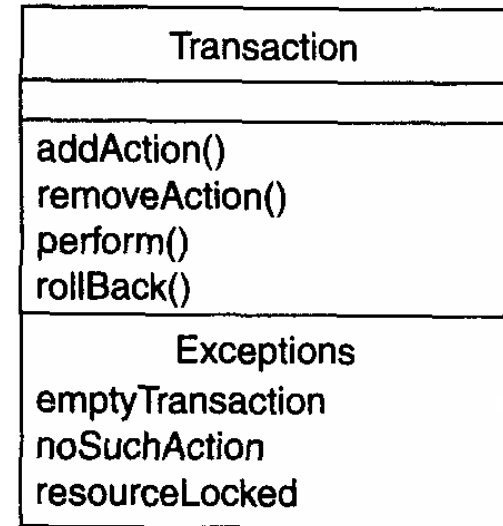 Transaction
addAction()
removeAction()
perform()
rollBack()
Exceptions
emptyTransaction
noSuchAction
resourceLocked